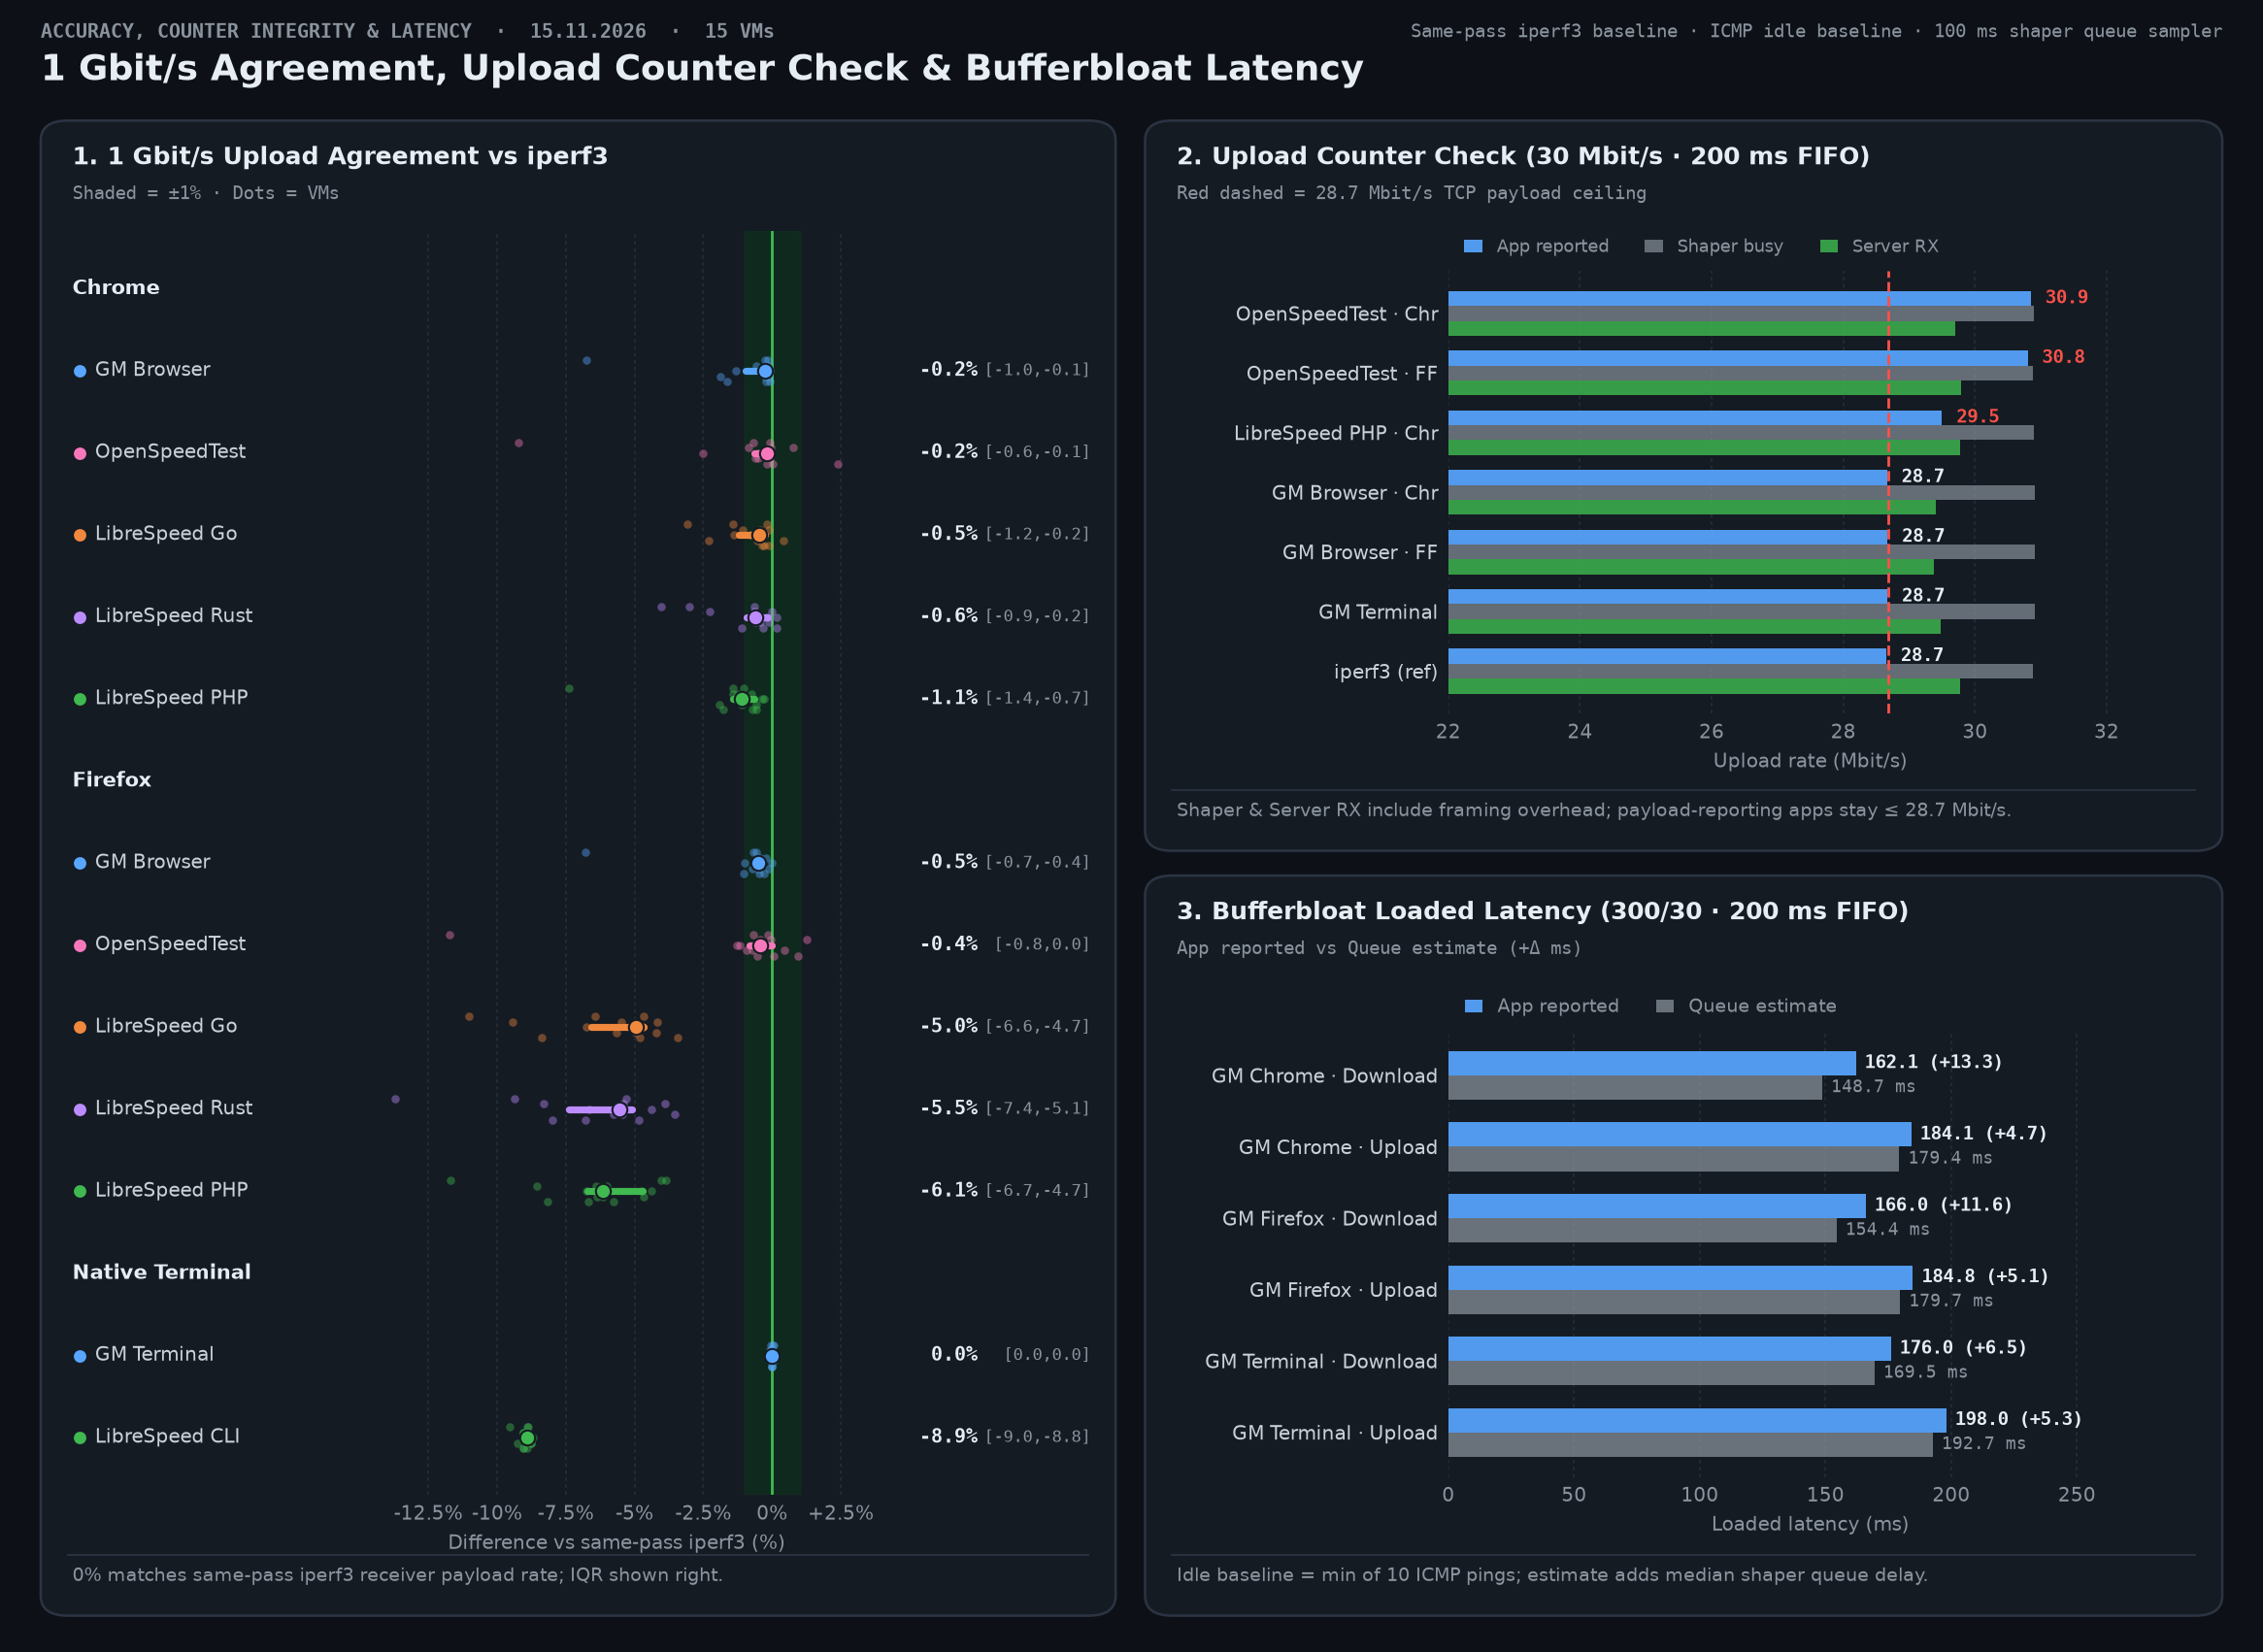 ACCURACY, COUNTER INTEGRITY & LATENCY · 15.11.2026 · 15 VMs
Same-pass iperf3 baseline · ICMP idle baseline · 100 ms shaper queue sampler
1 Gbit/s Agreement, Upload Counter Check & Bufferbloat Latency
1. 1 Gbit/s Upload Agreement vs iperf3
Shaded = ±1% · Dots = VMs
Chrome
GM Browser -0.2% [-1.0,-0.1]
OpenSpeedTest -0.2% [-0.6,-0.1]
LibreSpeed Go -0.5% [-1.2,-0.2]
LibreSpeed Rust -0.6% [-0.9,-0.2]
LibreSpeed PHP -1.1% [-1.4,-0.7]
Firefox
GM Browser -0.5% [-0.7,-0.4]
OpenSpeedTest -0.4% [-0.8,0.0]
LibreSpeed Go -5.0% [-6.6,-4.7]
LibreSpeed Rust -5.5% [-7.4,-5.1]
LibreSpeed PHP -6.1% [-6.7,-4.7]
Native Terminal
GM Terminal 0.0% [0.0,0.0]
LibreSpeed CLI -8.9% [-9.0,-8.8]
-12.5% -10% -7.5% -5% -2.5% 0% +2.5%
Difference vs same-pass iperf3 (%)
0% matches same-pass iperf3 receiver payload rate; IQR shown right.
2. Upload Counter Check (30 Mbit/s · 200 ms FIFO)
Red dashed = 28.7 Mbit/s TCP payload ceiling
App reported Shaper busy Server RX
OpenSpeedTest · Chr 30.9
OpenSpeedTest · FF 30.8
LibreSpeed PHP · Chr 29.5
GM Browser · Chr 28.7
GM Browser · FF 28.7
GM Terminal 28.7
iperf3 (ref) 28.7
22 24 26 28 30 32
Upload rate (Mbit/s)
Shaper & Server RX include framing overhead; payload-reporting apps stay ≤ 28.7 Mbit/s.
3. Bufferbloat Loaded Latency (300/30 · 200 ms FIFO)
App reported vs Queue estimate (+Δ ms)
App reported Queue estimate
GM Chrome · Download 162.1 (+13.3)
148.7 ms
GM Chrome · Upload 184.1 (+4.7)
179.4 ms
GM Firefox · Download 166.0 (+11.6)
154.4 ms
GM Firefox · Upload 184.8 (+5.1)
179.7 ms
GM Terminal · Download 176.0 (+6.5)
169.5 ms
GM Terminal · Upload 198.0 (+5.3)
192.7 ms
0 50 100 150 200 250
Loaded latency (ms)
Idle baseline = min of 10 ICMP pings; estimate adds median shaper queue delay.